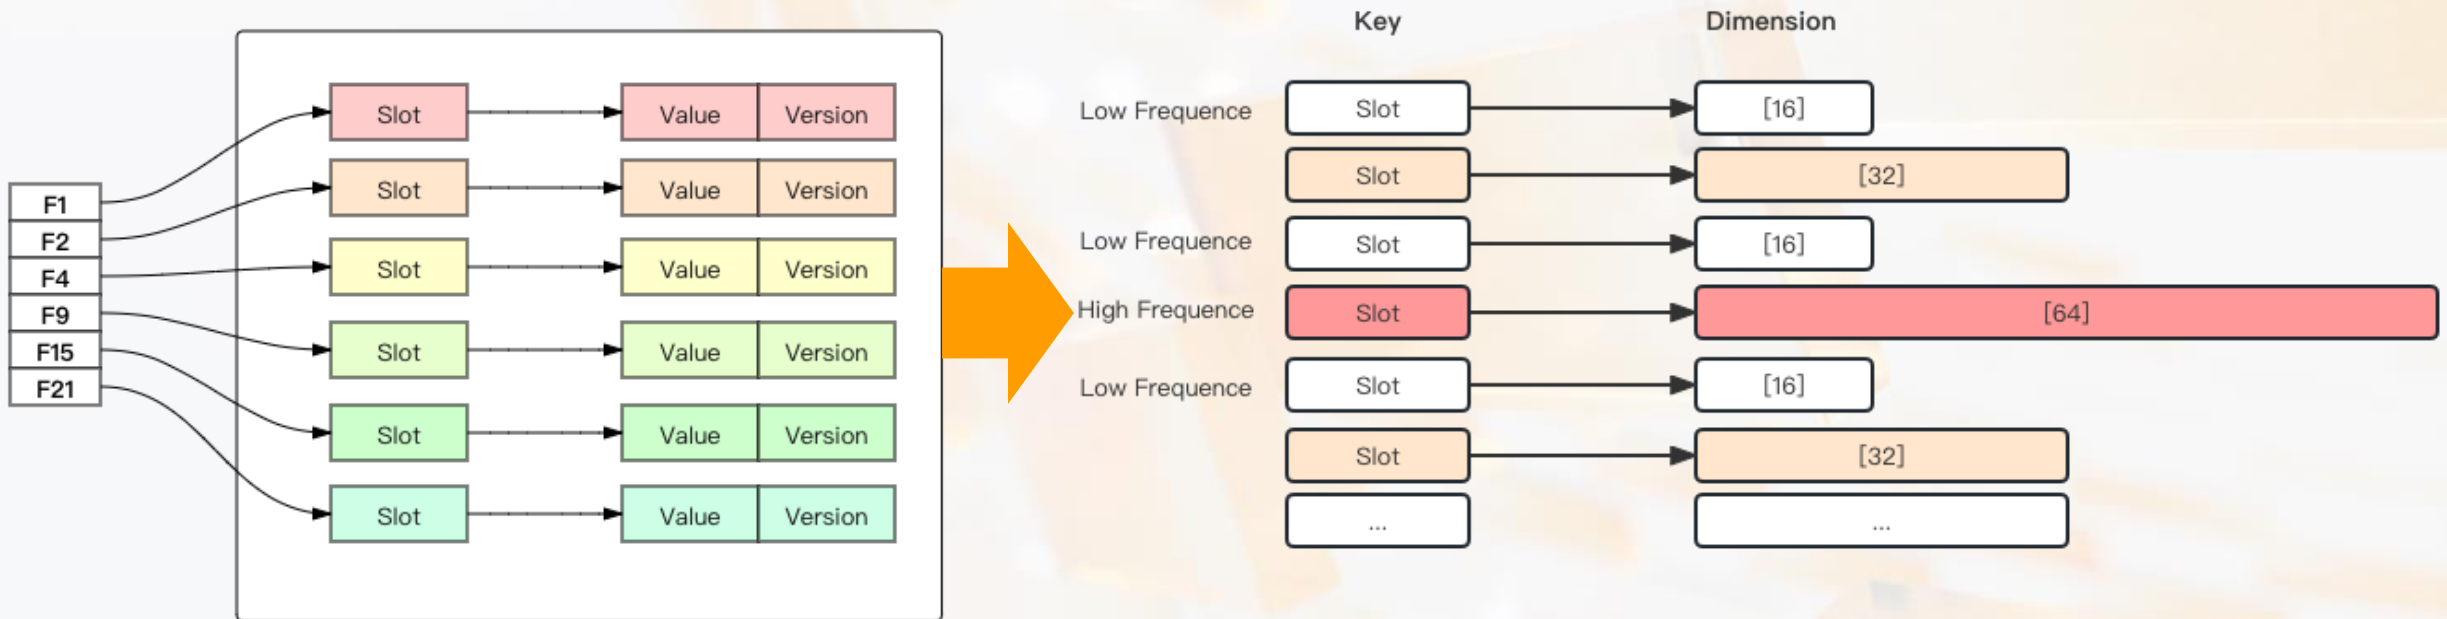 F1
F2
F4
F9
F15
F21
Slot Value Version
Slot Value Version
Slot Value Version
Slot Value Version
Slot Value Version
Slot Value Version
Key Dimension
Low Frequence Slot [16]
Slot [32]
Low Frequence Slot [16]
High Frequence Slot [64]
Low Frequence Slot [16]
Slot [32]
... ...